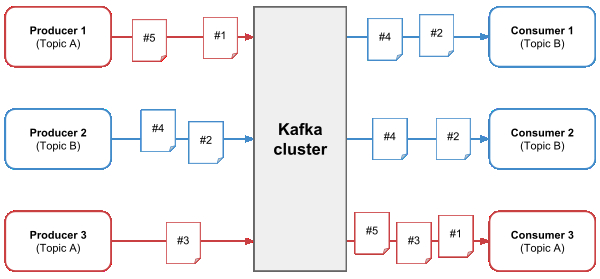 Producer 1
(Topic A)
#5
#1
Producer 2
(Topic B)
#4
#2
Producer 3
(Topic A)
#3
Kafka
cluster
#4
#2
Consumer 1
(Topic B)
#4
#2
Consumer 2
(Topic B)
#5
#3
#1
Consumer 3
(Topic A)